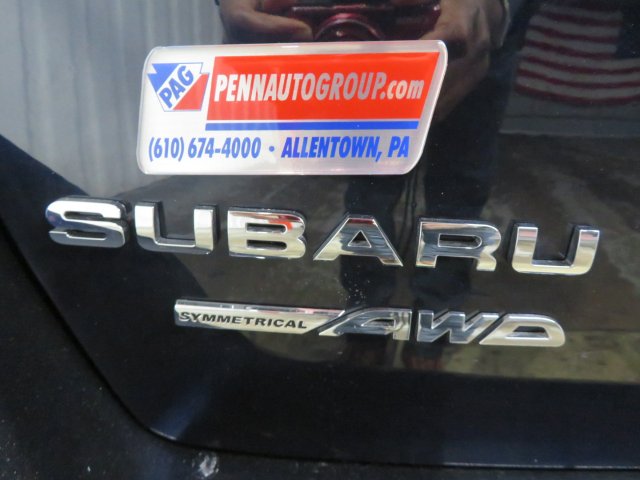 PAG
PENNAUTOGROUP.com
(610) 674-4000 • ALLENTOWN, PA
SUBARU
SYMMETRICAL AWD